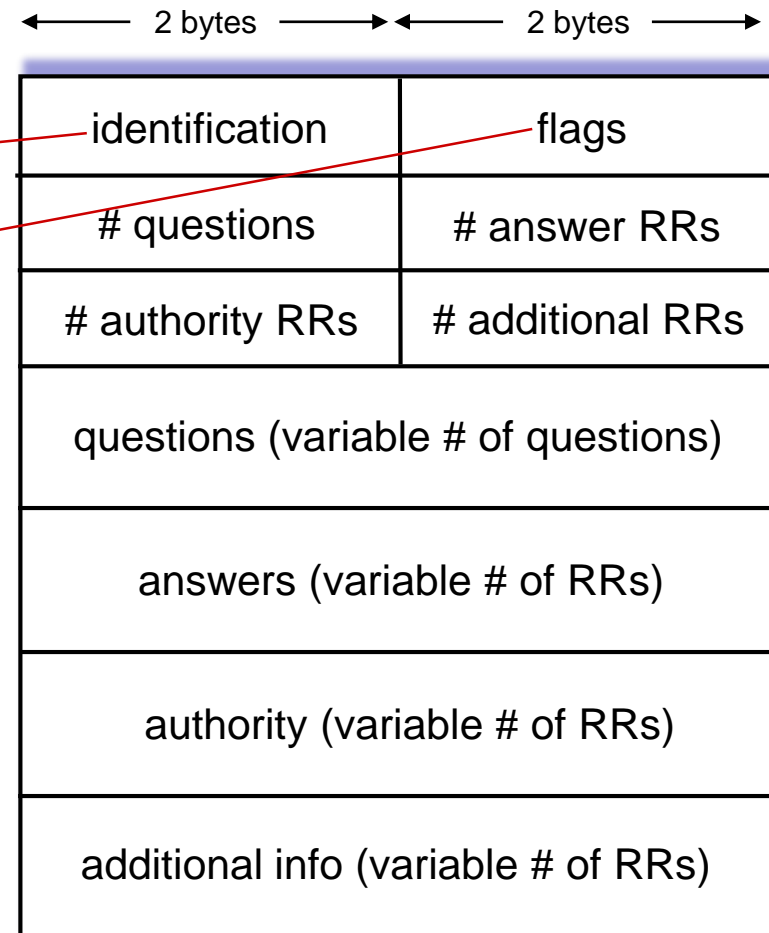 2 bytes 2 bytes
identification flags
# questions # answer RRs
# authority RRs # additional RRs
questions (variable # of questions)
answers (variable # of RRs)
authority (variable # of RRs)
additional info (variable # of RRs)